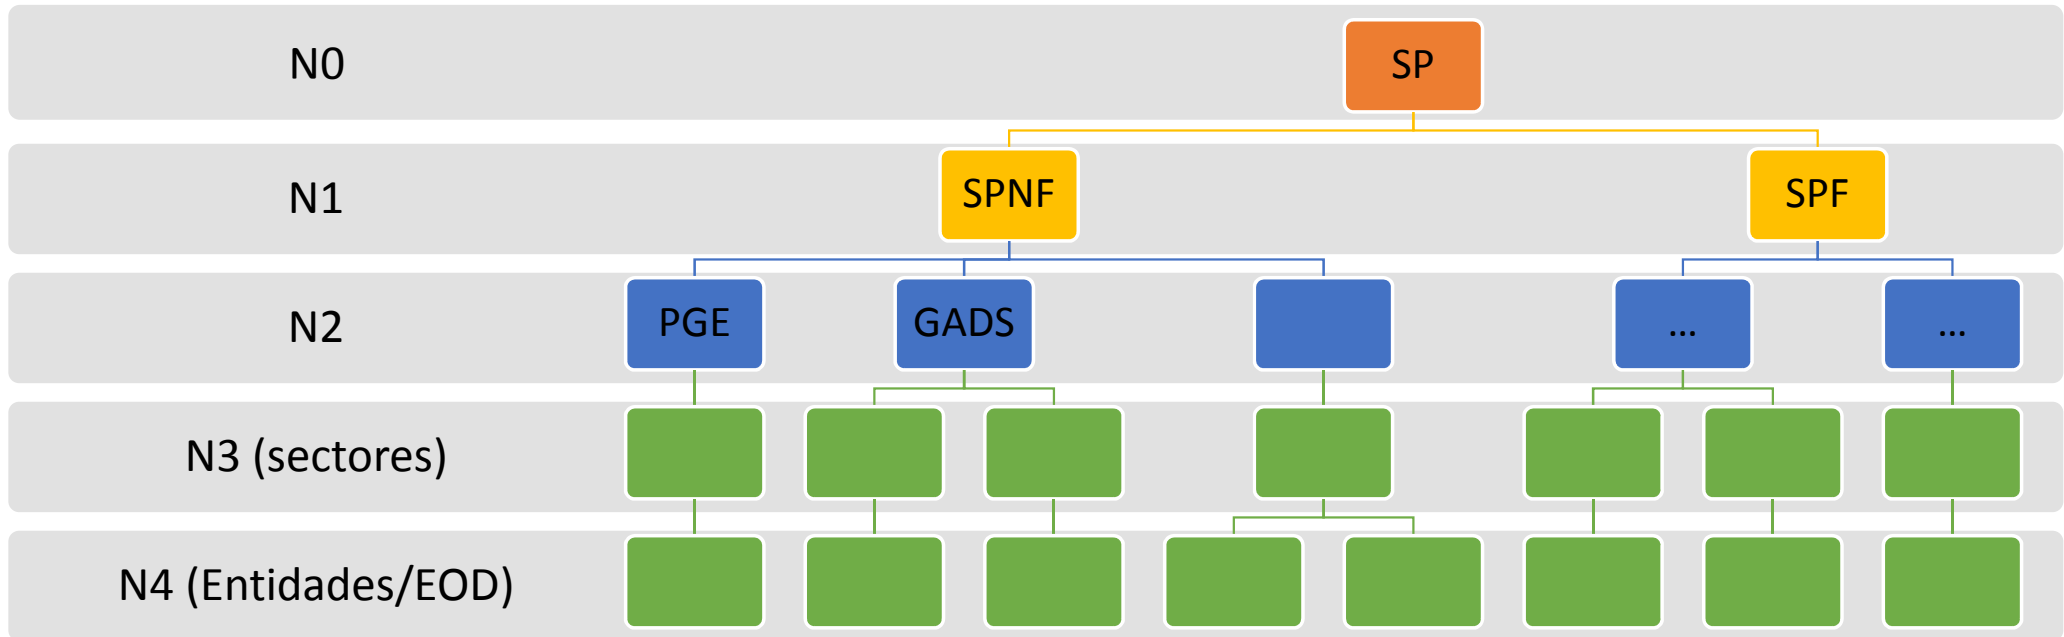 N0
SP
N1
SPNF
SPF
N2
PGE
GADS
...
...
N3 (sectores)
N4 (Entidades/EOD)